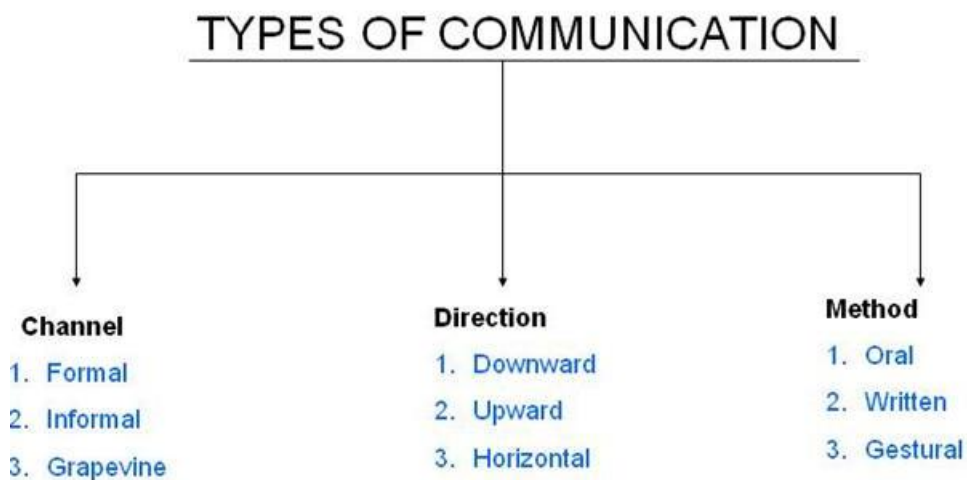 TYPES OF COMMUNICATION
Channel
1. Formal
2. Informal
3. Grapevine
Direction
1. Downward
2. Upward
3. Horizontal
Method
1. Oral
2. Written
3. Gestural